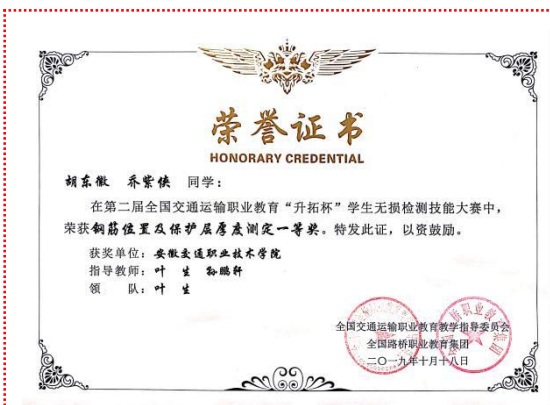 荣誉证书
HONORARY CREDENTIAL
胡东徽 乔紫侠 同学：
在第二届全国交通运输职业教育“升拓杯”学生无损检测技能大赛中，
荣获钢筋位置及保护层厚度测定一等奖。特发此证，以资鼓励。
获奖单位：安徽交通职业技术学院
指导教师：叶生 孙鹏轩
领 队：叶生
全国交通运输职业教育教学指导委员会
全国路桥职业教育集团
二〇一九年十月十八日